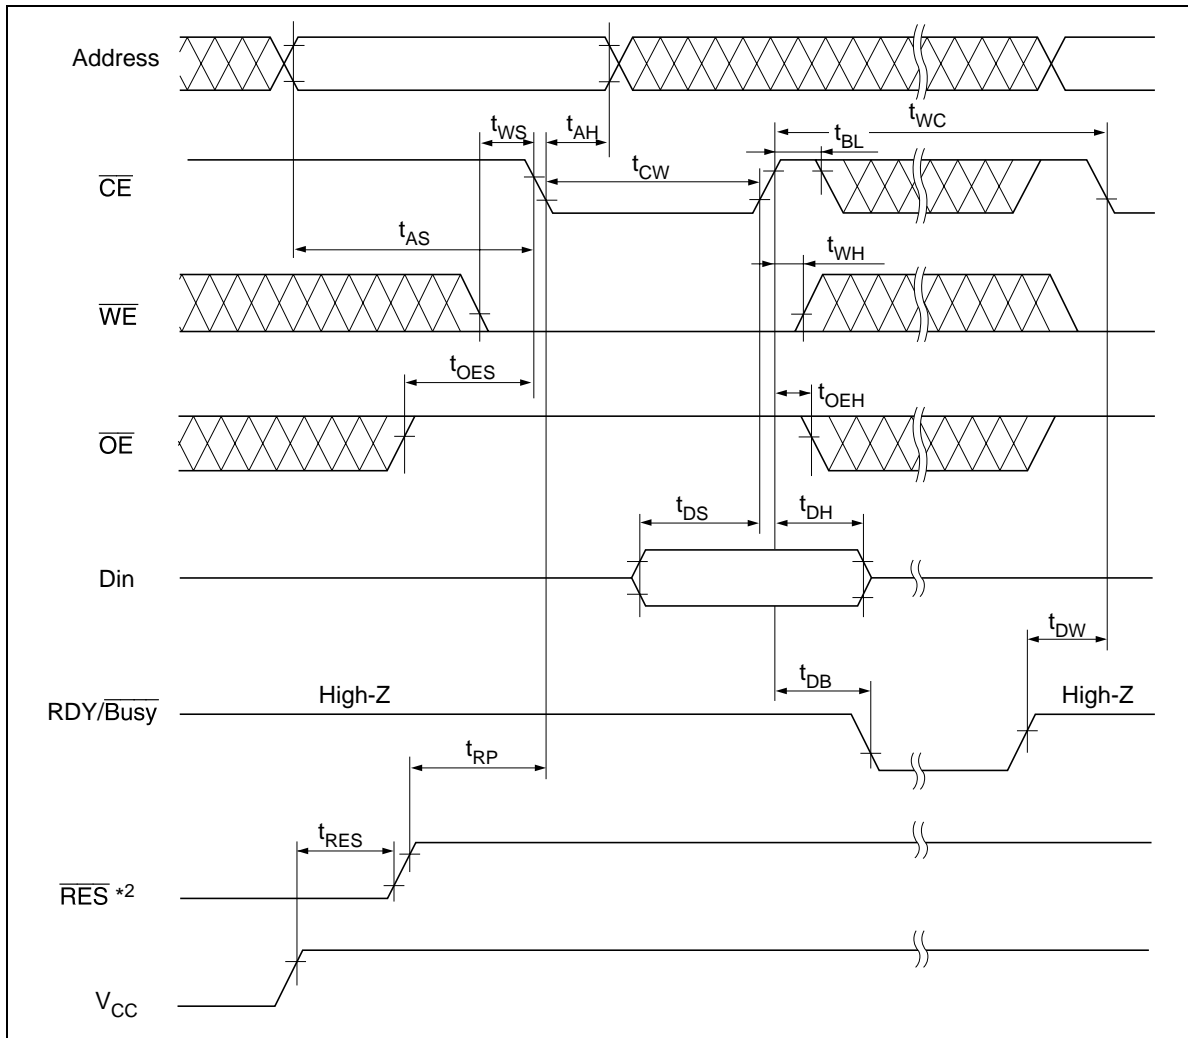 Address
tWS
tAH
tWC
tBL
CE
tCW
tAS
tWH
WE
tOES
tOEH
OE
tDS
tDH
Din
tDW
tDB
High-Z
High-Z
RDY/Busy
tRP
tRES
RES *2
VCC